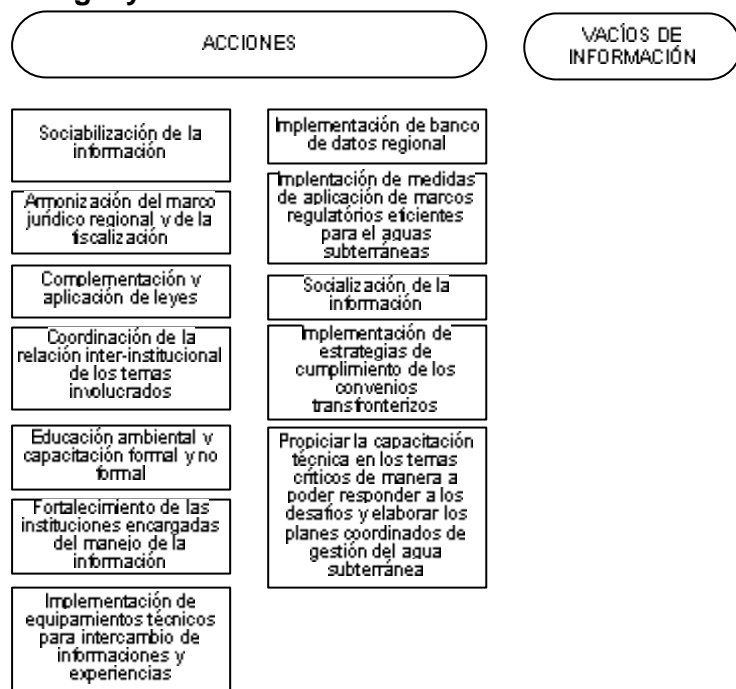 ACCIONES
VACÍOS DE
INFORMACIÓN
Sociabilización de la
información
Armonización del marco
jurídico regional y de la
fiscalización
Complementación y
aplicación de leyes
Coordinación de la
relación inter-institucional
de los temas
involucrados
Educación ambiental y
capacitación formal y no
formal
Fortalecimiento de las
instituciones encargadas
del manejo de la
información
Implementación de
equipamientos técnicos
para intercambio de
informaciones y
experiencias
Implementación de banco
de datos regional
Implentación de medidas
de aplicación de marcos
regulatórios eficientes
para el aguas
subterráneas
Socialización de la
información
Implementación de
estrategias de
cumplimiento de los
convenios
transfronterizos
Propiciar la capacitación
técnica en los temas
críticos de manera a
poder responder a los
desafíos y elaborar los
planes coordinados de
gestión del agua
subterránea